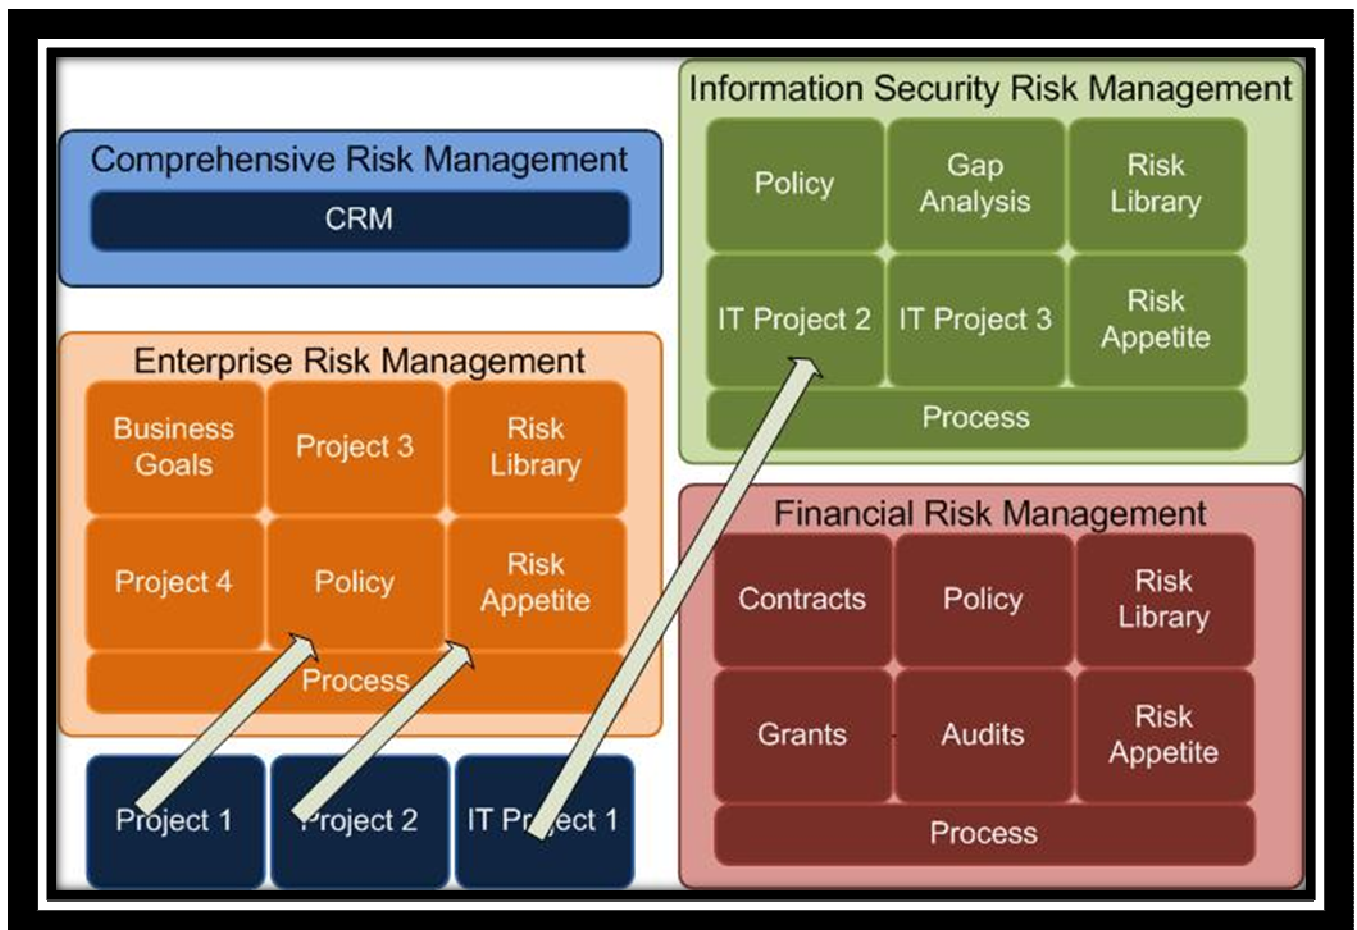 Comprehensive Risk Management
CRM
Enterprise Risk Management
Business
Goals
Project 3
Risk
Library
Project 4
Policy
Risk
Appetite
Process
Project 1
Project 2
IT Project 1
Information Security Risk Management
Policy
Gap
Analysis
Risk
Library
IT Project 2
IT Project 3
Risk
Appetite
Process
Financial Risk Management
Contracts
Policy
Risk
Library
Grants
Audits
Risk
Appetite
Process